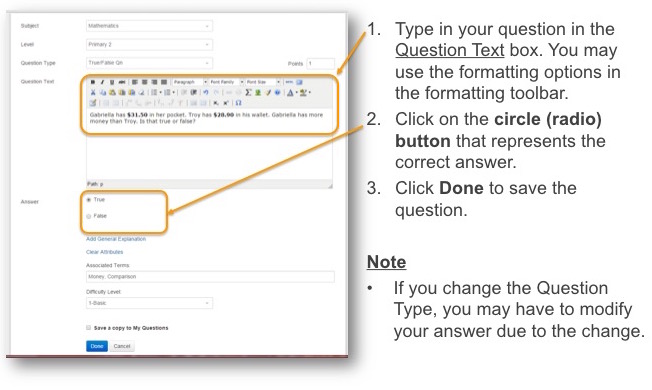 Subject
Mathematics
Level
Primary 2
Question Type
True/False Qn
Points
1
Question Text
Paragraph
Font Family
Font Size
Gabriella has $31.50 in her pocket. Troy has $28.90 in his wallet. Gabriella has more
money than Troy. Is that true or false?
Path: p
Answer
True
False
Add General Explanation
Clear Attributes
Associated Terms
Money, Comparison
Difficulty Level
1-Basic
Save a copy to My Questions
Done
Cancel
1. Type in your question in the
Question Text box. You may
use the formatting options in
the formatting toolbar.
2. Click on the circle (radio)
button that represents the
correct answer.
3. Click Done to save the
question.
Note
• If you change the Question
Type, you may have to modify
your answer due to the change.